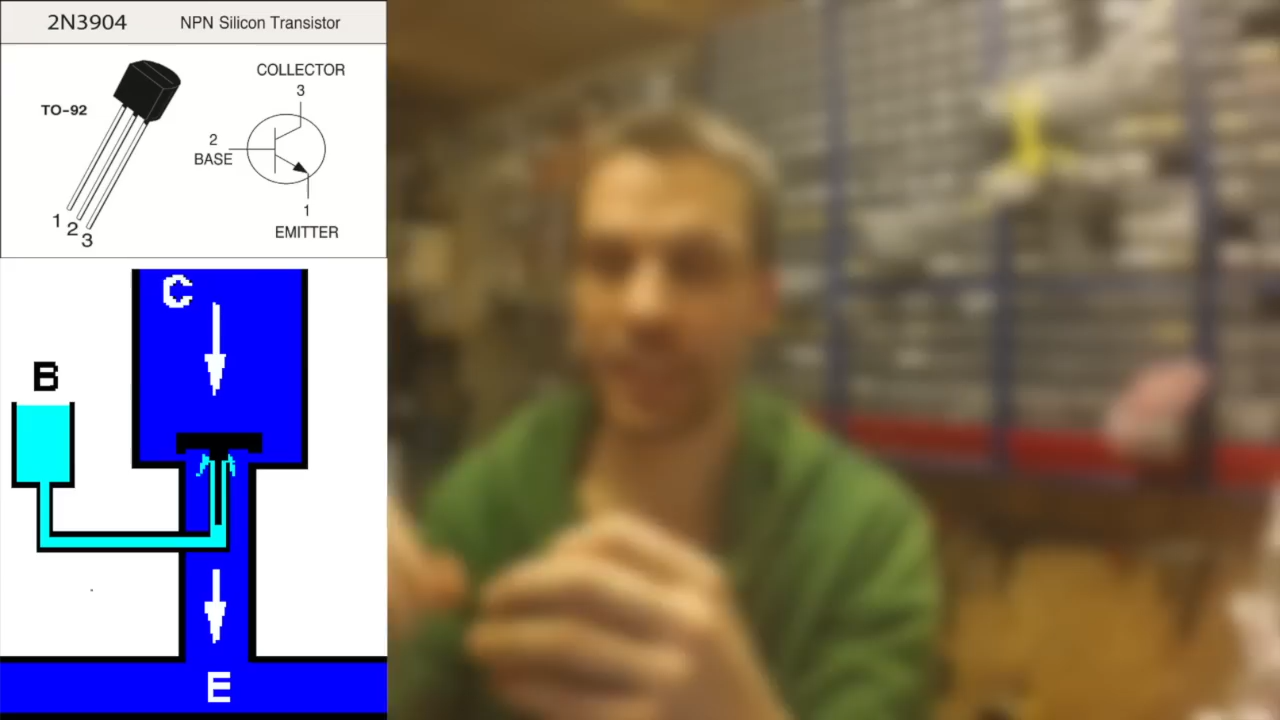 2N3904 NPN Silicon Transistor
COLLECTOR
3
TO-92
2
BASE
1
2
3
1
EMITTER
C
B
E